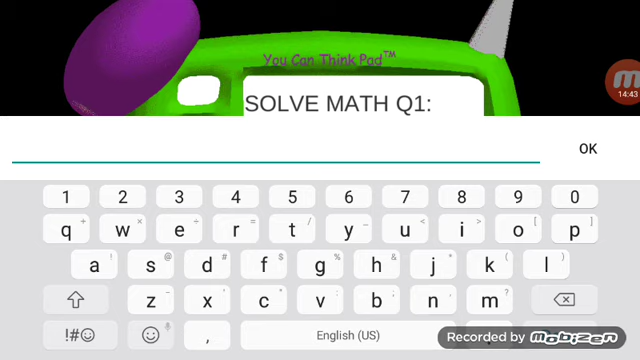 You Can Think Pad™
14:43
SOLVE MATH Q1:
OK
1 2 3 4 5 6 7 8 9 0
q + w × e ÷ r = t / y _ u < i > o [ p ]
a ! s @ d # f $ g % h & j * k ( l )
z - x ' c " v : b ; n , m ?
!#☺ , English (US)
Recorded by mobizen